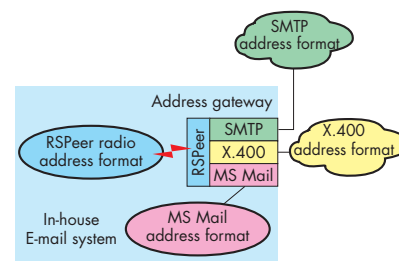 SMTP
address format
Address gateway
RSPeer
SMTP
X.400
MS Mail
RSPeer radio
address format
X.400
address format
In-house
E-mail system
MS Mail
address format